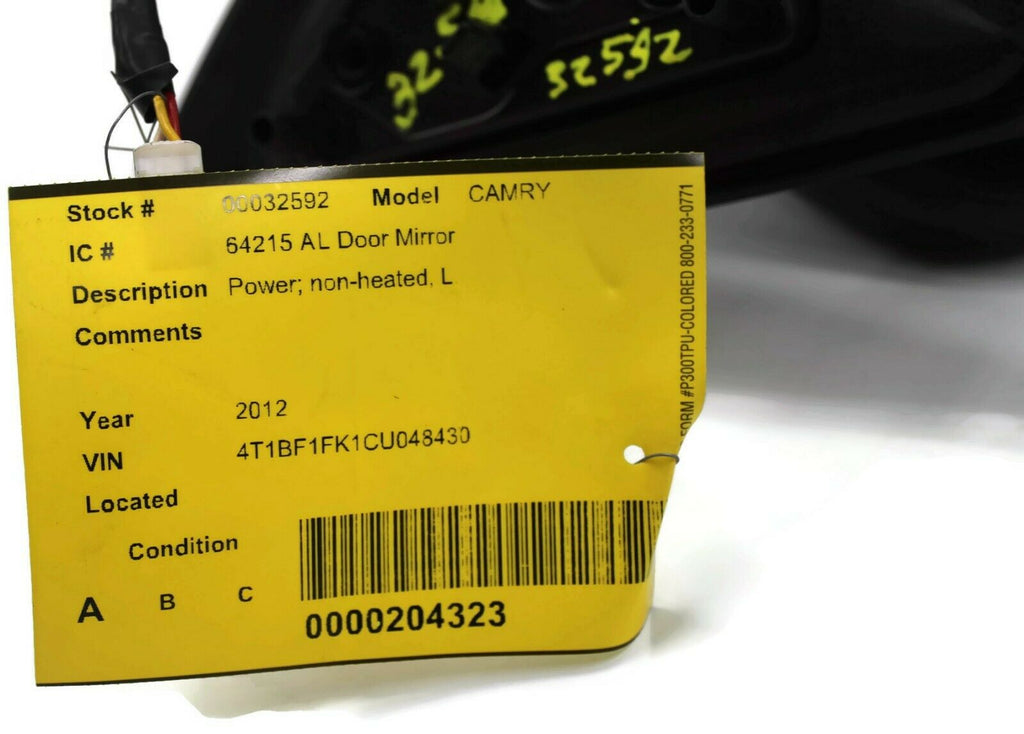 32592
Stock # 00032592 Model CAMRY
IC # 64215 AL Door Mirror
Description Power; non-heated, L
Comments
Year 2012
VIN 4T1BF1FK1CU048430
Located
Condition
A B C
0000204323
FORM #P300TPU-COLORED 800-233-0771